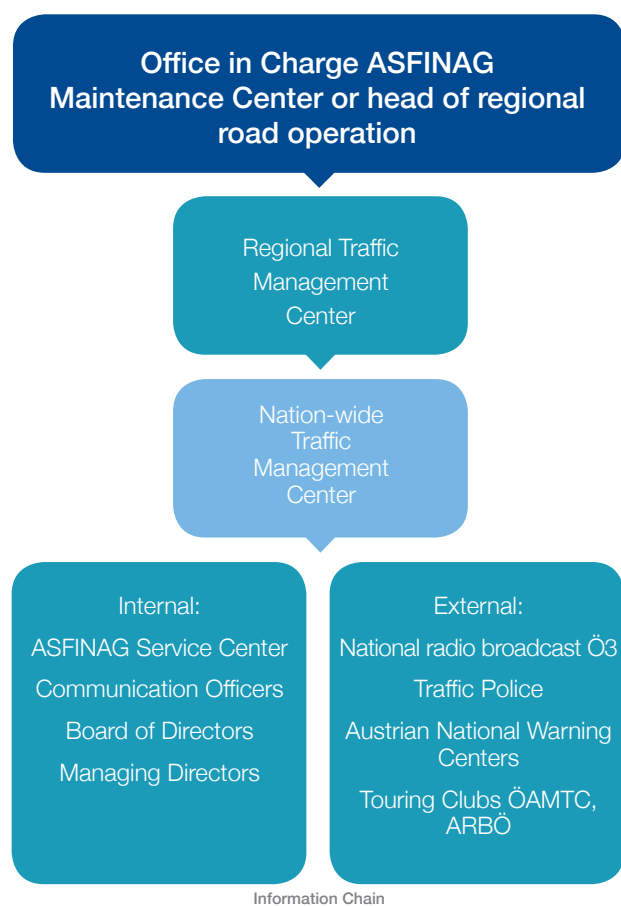 Office in Charge ASFINAG
Maintenance Center or head of regional
road operation
Regional Traffic
Management
Center
Nation-wide
Traffic
Management
Center
Internal:
ASFINAG Service Center
Communication Officers
Board of Directors
Managing Directors
External:
National radio broadcast Ö3
Traffic Police
Austrian National Warning
Centers
Touring Clubs ÖAMTC,
ARBÖ
Information Chain